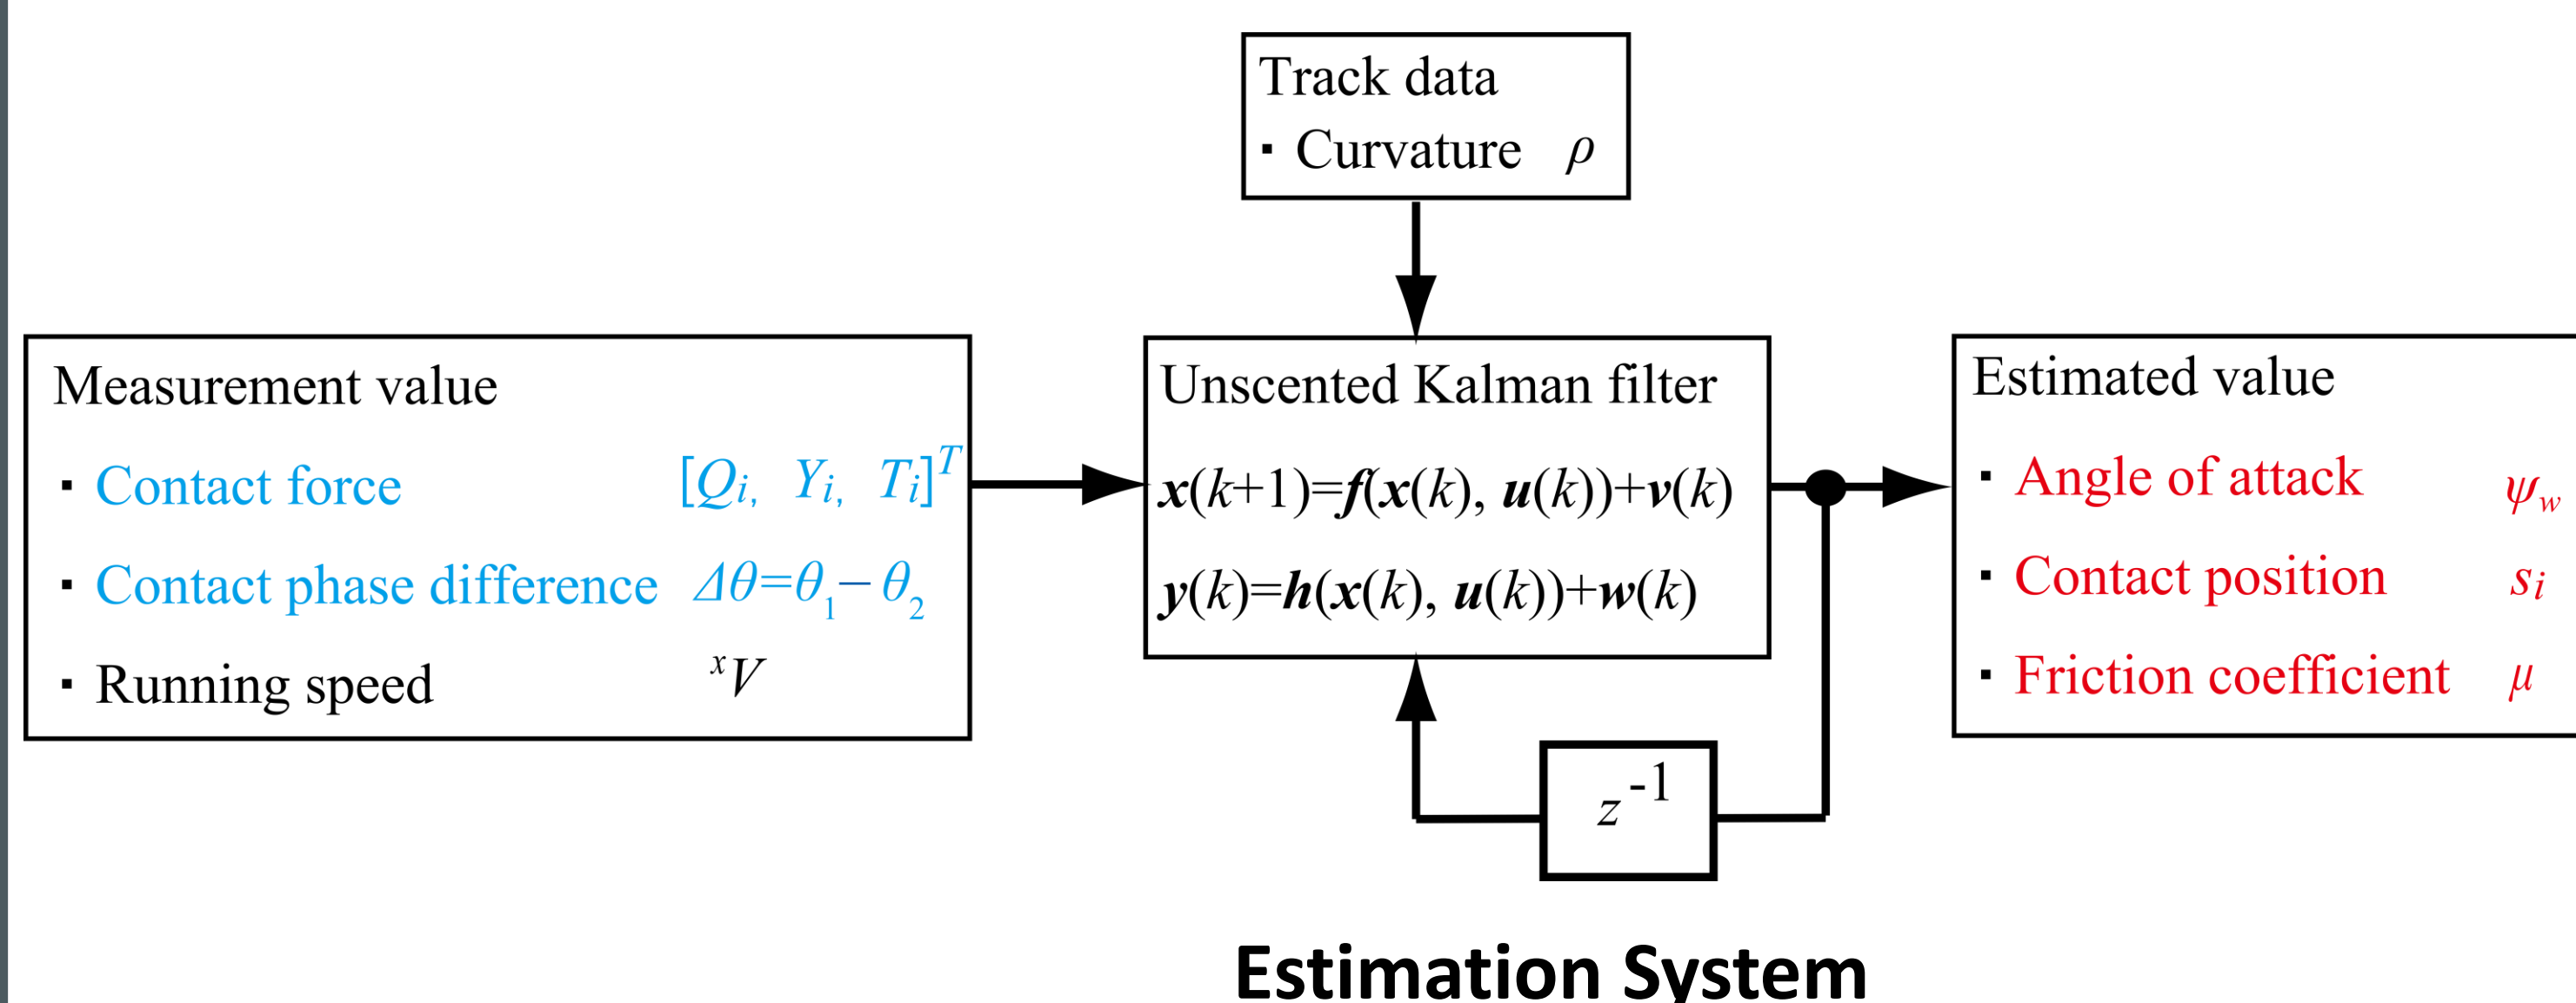 Track data
▪ Curvature ρ
Measurement value
▪ Contact force [Qi, Yi, Ti]^T
▪ Contact phase difference Δθ=θ1−θ2
▪ Running speed ^xV
Unscented Kalman filter
x(k+1)=f(x(k), u(k))+v(k)
y(k)=h(x(k), u(k))+w(k)
Estimated value
▪ Angle of attack ψw
▪ Contact position si
▪ Friction coefficient μ
z^-1
Estimation System